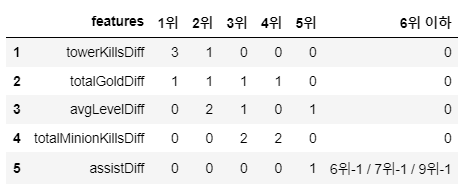 features 1위 2위 3위 4위 5위 6위 이하
1 towerKillsDiff 3 1 0 0 0 0
2 totalGoldDiff 1 1 1 1 0 0
3 avgLevelDiff 0 2 1 0 1 0
4 totalMinionKillsDiff 0 0 2 2 0 0
5 assistDiff 0 0 0 0 1 6위-1 / 7위-1 / 9위-1